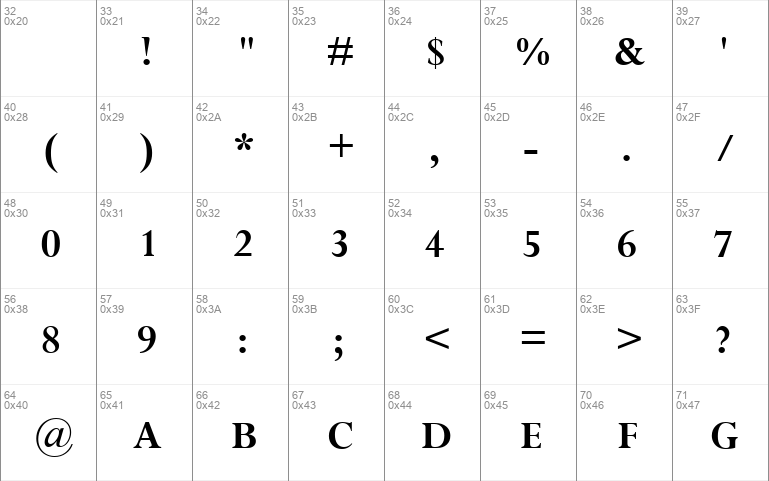 32 33 34 35 36 37 38 39
0x20 0x21 0x22 0x23 0x24 0x25 0x26 0x27
! " # $ % & '
40 41 42 43 44 45 46 47
0x28 0x29 0x2A 0x2B 0x2C 0x2D 0x2E 0x2F
( ) * + , - . /
48 49 50 51 52 53 54 55
0x30 0x31 0x32 0x33 0x34 0x35 0x36 0x37
0 1 2 3 4 5 6 7
56 57 58 59 60 61 62 63
0x38 0x39 0x3A 0x3B 0x3C 0x3D 0x3E 0x3F
8 9 : ; < = > ?
64 65 66 67 68 69 70 71
0x40 0x41 0x42 0x43 0x44 0x45 0x46 0x47
@ A B C D E F G